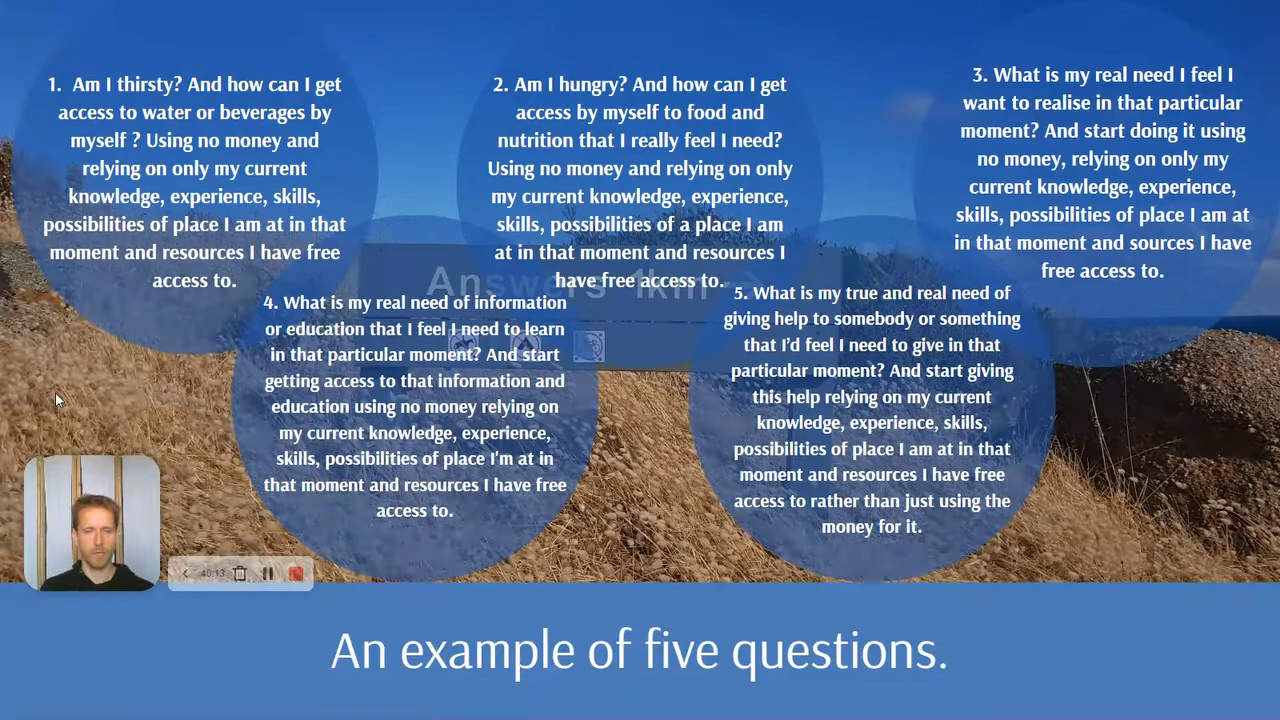 1.  Am I thirsty? And how can I get
access to water or beverages by
myself ? Using no money and
relying on only my current
knowledge, experience, skills,
possibilities of place I am at in that
moment and resources I have free
access to.
2. Am I hungry? And how can I get
access by myself to food and
nutrition that I really feel I need?
Using no money and relying on only
my current knowledge, experience,
skills, possibilities of a place I am
at in that moment and resources I
have free access to.
3. What is my real need I feel I
want to realise in that particular
moment? And start doing it using
no money, relying on only my
current knowledge, experience,
skills, possibilities of place I am at
in that moment and sources I have
free access to.
Answers 1km
4. What is my real need of information
or education that I feel I need to learn
in that particular moment? And start
getting access to that information and
education using no money relying on
my current knowledge, experience,
skills, possibilities of place I'm at in
that moment and resources I have free
access to.
5. What is my true and real need of
giving help to somebody or something
that I’d feel I need to give in that
particular moment? And start giving
this help relying on my current
knowledge, experience, skills,
possibilities of place I am at in that
moment and resources I have free
access to rather than just using the
money for it.
40:13
An example of five questions.